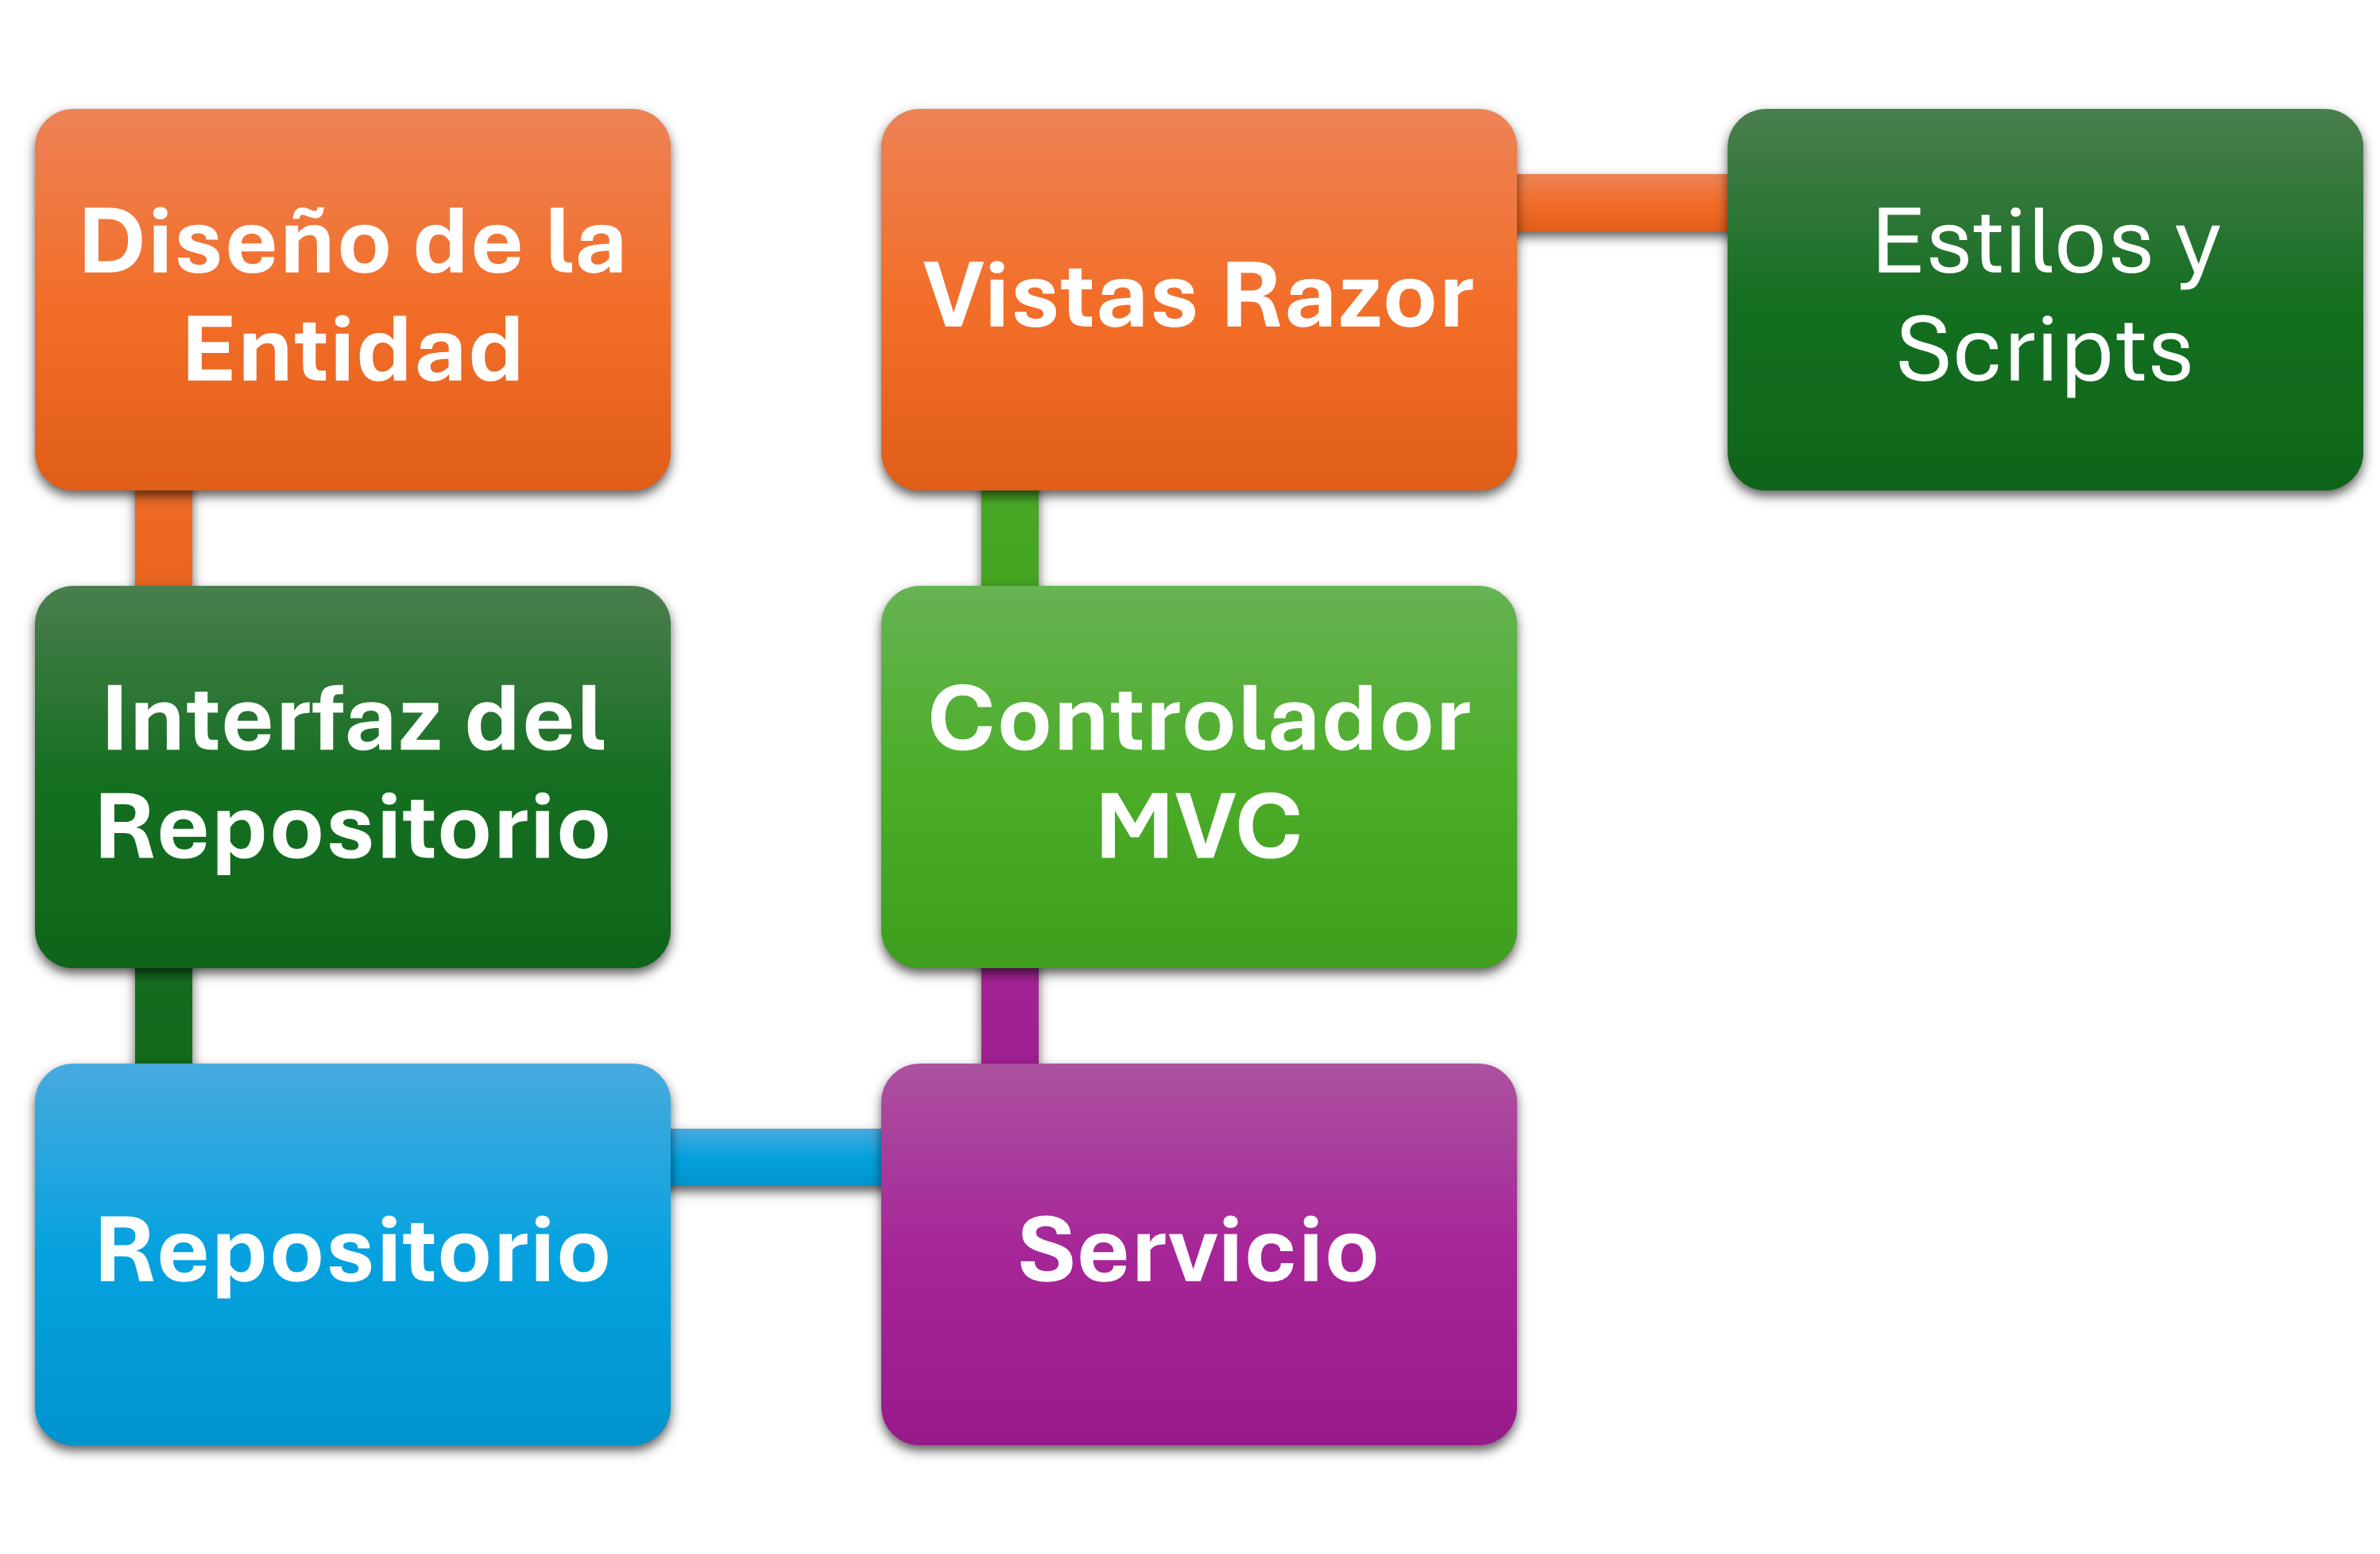 Diseño de la
Entidad
Interfaz del
Repositorio
Repositorio
Servicio
Controlador
MVC
Vistas Razor
Estilos y
Scripts